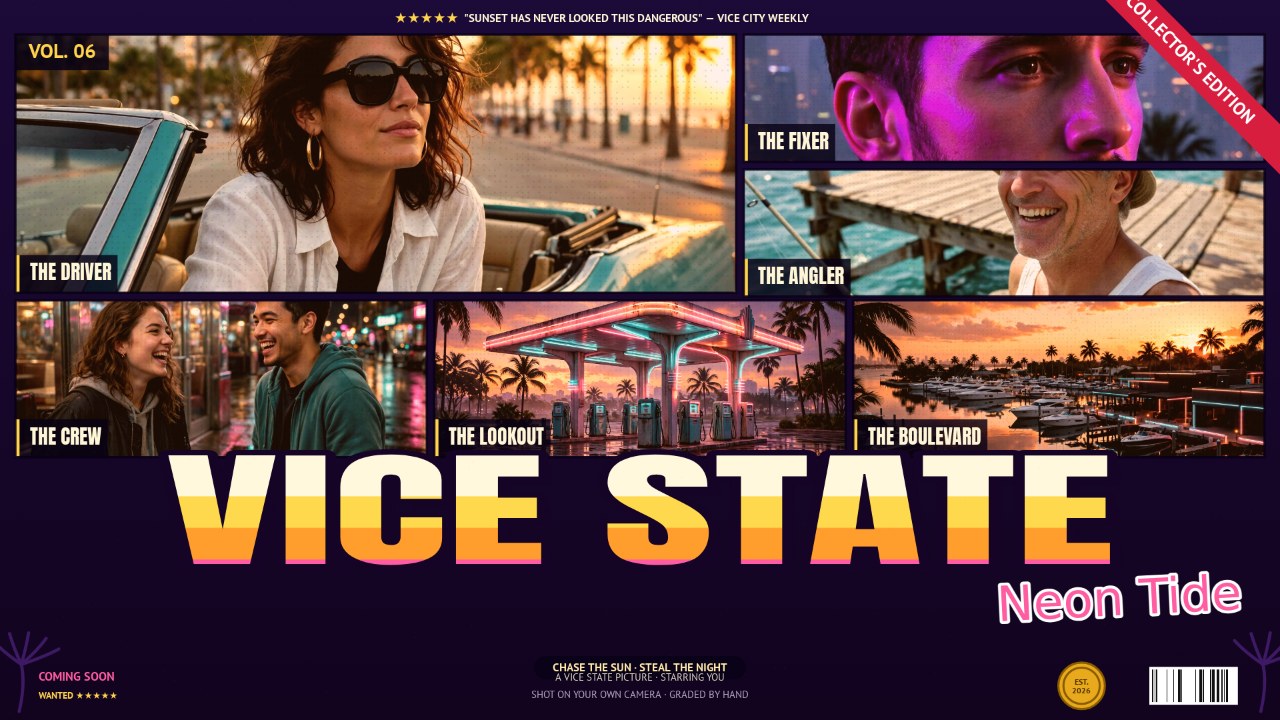 ★★★★★ "SUNSET HAS NEVER LOOKED THIS DANGEROUS" — VICE CITY WEEKLY
COLLECTOR'S EDITION
VOL. 06
THE DRIVER
THE FIXER
THE ANGLER
THE CREW
THE LOOKOUT
THE BOULEVARD
VICE STATE
Neon Tide
COMING SOON
WANTED ★★★★★
CHASE THE SUN · STEAL THE NIGHT
A VICE STATE PICTURE · STARRING YOU
SHOT ON YOUR OWN CAMERA · GRADED BY HAND
EST.
2026